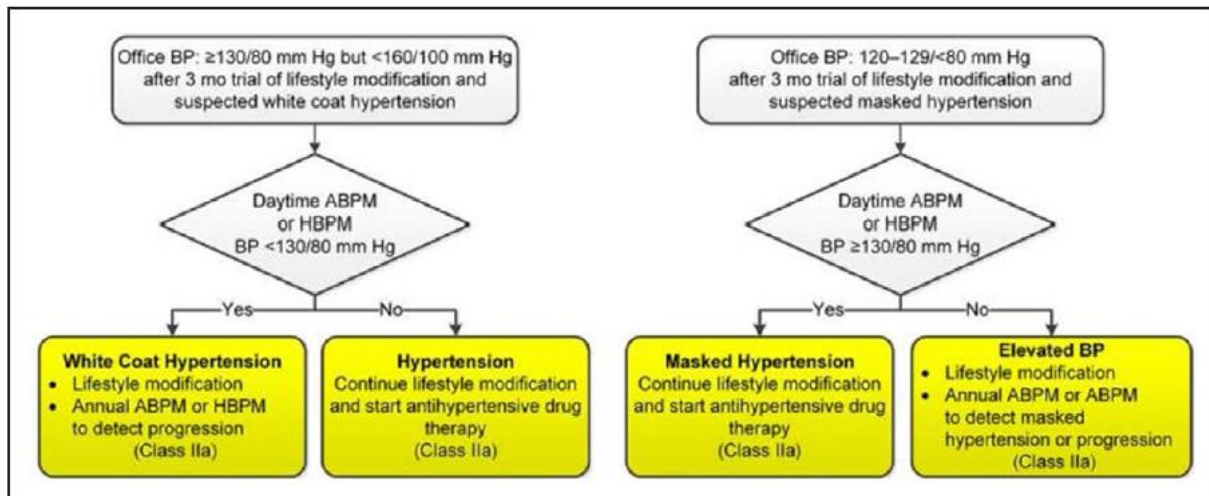 Office BP: ≥130/80 mm Hg but <160/100 mm Hg
after 3 mo trial of lifestyle modification and
suspected white coat hypertension
Daytime ABPM
or HBPM
BP <130/80 mm Hg
Yes
No
White Coat Hypertension
• Lifestyle modification
• Annual ABPM or HBPM
to detect progression
(Class IIa)
Hypertension
Continue lifestyle modification
and start antihypertensive drug
therapy
(Class IIa)
Office BP: 120–129/<80 mm Hg
after 3 mo trial of lifestyle modification and
suspected masked hypertension
Daytime ABPM
or HBPM
BP ≥130/80 mm Hg
Yes
No
Masked Hypertension
Continue lifestyle modification
and start antihypertensive drug
therapy
(Class IIa)
Elevated BP
• Lifestyle modification
• Annual ABPM or ABPM
to detect masked
hypertension or progression
(Class IIa)